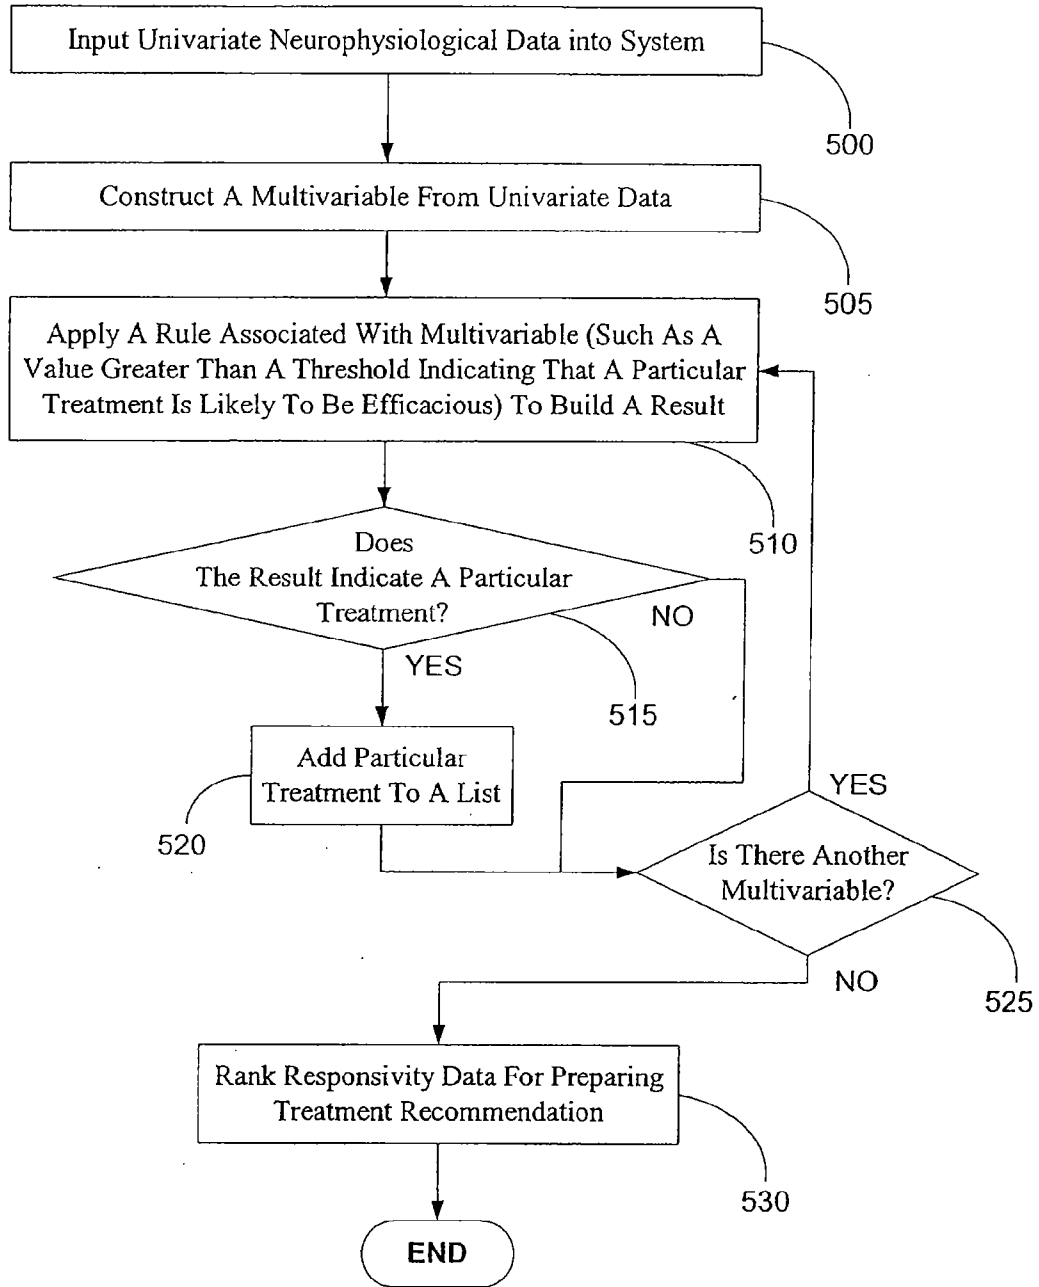 Input Univariate Neurophysiological Data into System
500
Construct A Multivariable From Univariate Data
505
Apply A Rule Associated With Multivariable (Such As A
Value Greater Than A Threshold Indicating That A Particular
Treatment Is Likely To Be Efficacious) To Build A Result
510
Does
The Result Indicate A Particular
Treatment?
NO
YES
515
Add Particular
Treatment To A List
520
YES
Is There Another
Multivariable?
NO
525
Rank Responsivity Data For Preparing
Treatment Recommendation
530
END